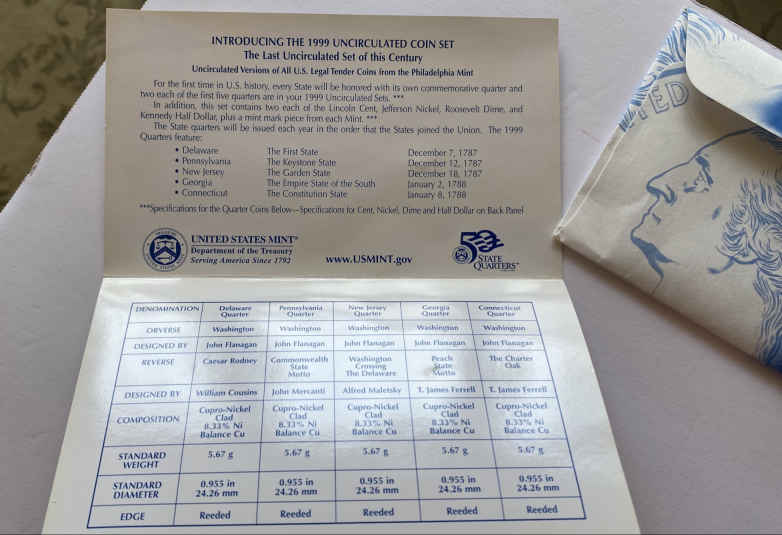 INTRODUCING THE 1999 UNCIRCULATED COIN SET
The Last Uncirculated Set of this Century
Uncirculated Versions of All U.S. Legal Tender Coins from the Philadelphia Mint
For the first time in U.S. history, every State will be honored with its own commemorative quarter and
two each of the first five quarters are in your 1999 Uncirculated Sets. ***
In addition, this set contains two each of the Lincoln Cent, Jefferson Nickel, Roosevelt Dime, and
Kennedy Half Dollar, plus a mint mark piece from each Mint. ***
The State quarters will be issued each year in the order that the States joined the Union. The 1999
Quarters feature:
• Delaware The First State December 7, 1787
• Pennsylvania The Keystone State December 12, 1787
• New Jersey The Garden State December 18, 1787
• Georgia The Empire State of the South January 2, 1788
• Connecticut The Constitution State January 8, 1788
***Specifications for the Quarter Coins Below—Specifications for Cent, Nickel, Dime and Half Dollar on Back Panel
UNITED STATES MINT
Department of the Treasury
Serving America Since 1792
www.USMINT.gov
50
STATE
QUARTERS
TED
DENOMINATION Delaware Pennsylvania New Jersey Georgia Connecticut
Quarter Quarter Quarter Quarter Quarter
OBVERSE Washington Washington Washington Washington Washington
DESIGNED BY John Flanagan John Flanagan John Flanagan John Flanagan John Flanagan
REVERSE Caesar Rodney Commonwealth Washington Peach The Charter
State Crossing State Oak
Motto The Delaware Motto
DESIGNED BY William Cousins John Mercanti Alfred Maletsky T. James Ferrell T. James Ferrell
COMPOSITION Cupro-Nickel Cupro-Nickel Cupro-Nickel Cupro-Nickel Cupro-Nickel
Clad Clad Clad Clad Clad
8.33% Ni 8.33% Ni 8.33% Ni 8.33% Ni 8.33% Ni
Balance Cu Balance Cu Balance Cu Balance Cu Balance Cu
STANDARD 5.67 g 5.67 g 5.67 g 5.67 g 5.67 g
WEIGHT
STANDARD 0.955 in 0.955 in 0.955 in 0.955 in 0.955 in
DIAMETER 24.26 mm 24.26 mm 24.26 mm 24.26 mm 24.26 mm
EDGE Reeded Reeded Reeded Reeded Reeded